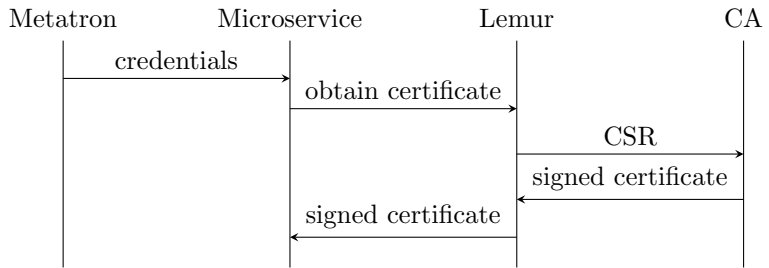 Metatron Microservice Lemur CA
credentials
obtain certificate
CSR
signed certificate
signed certificate